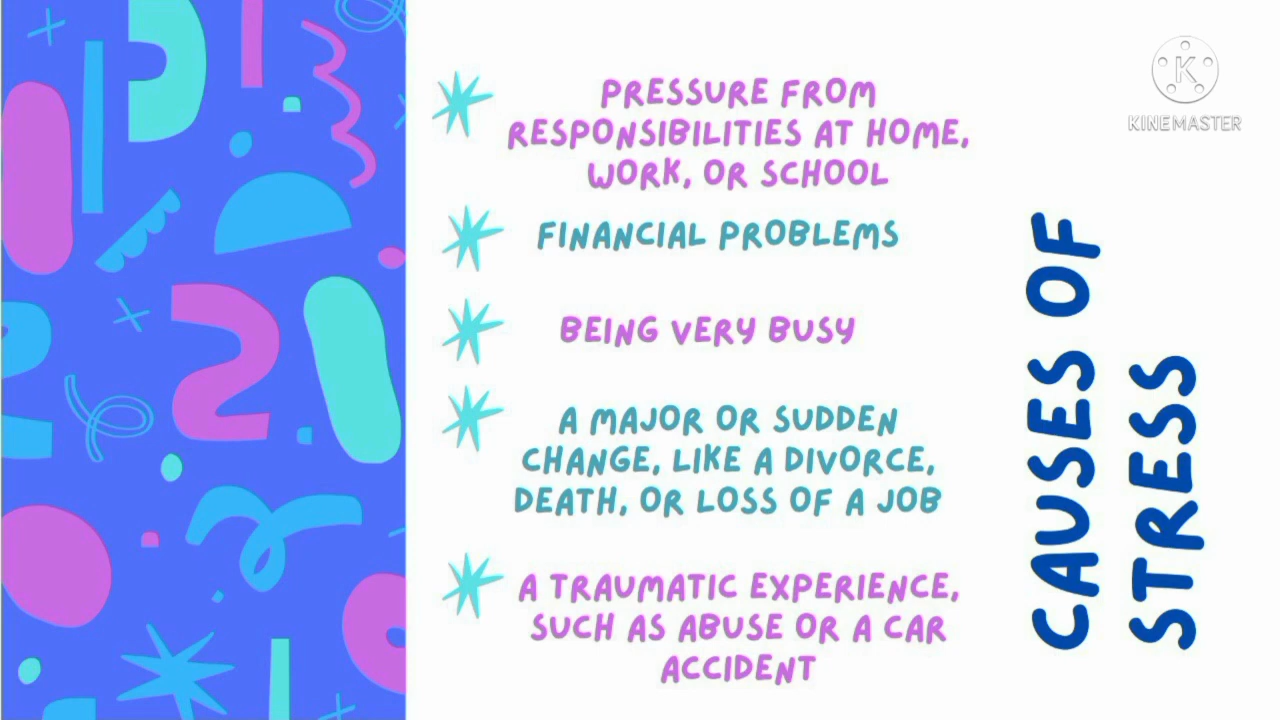 PRESSURE FROM
RESPONSIBILITIES AT HOME,
WORK, OR SCHOOL
FINANCIAL PROBLEMS
BEING VERY BUSY
A MAJOR OR SUDDEN
CHANGE, LIKE A DIVORCE,
DEATH, OR LOSS OF A JOB
A TRAUMATIC EXPERIENCE,
SUCH AS ABUSE OR A CAR
ACCIDENT
CAUSES OF
STRESS
K
KINEMASTER